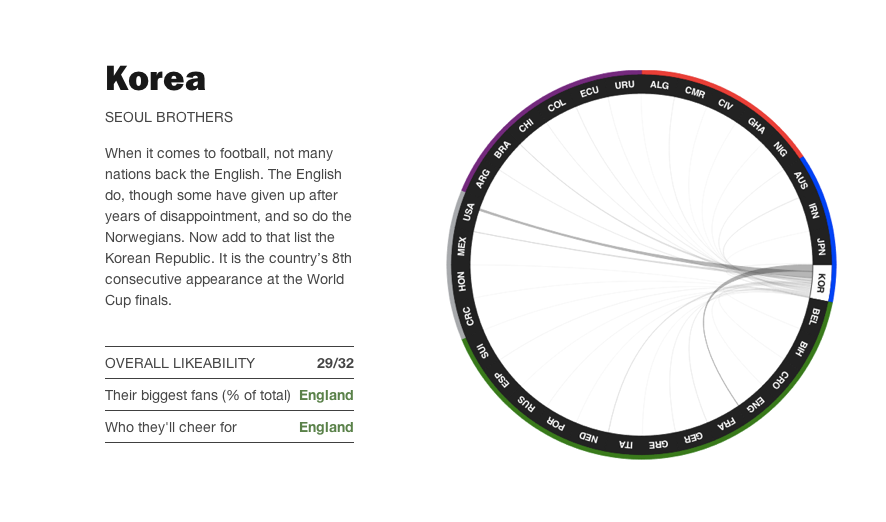 Korea
SEOUL BROTHERS
When it comes to football, not many
nations back the English. The English
do, though some have given up after
years of disappointment, and so do the
Norwegians. Now add to that list the
Korean Republic. It is the country's 8th
consecutive appearance at the World
Cup finals.
OVERALL LIKEABILITY 29/32
Their biggest fans (% of total) England
Who they'll cheer for England
URU
ALG
CMR
CIV
GHA
NIG
AUS
IRN
JPN
KOR
BEL
BIH
CRO
ENG
FRA
GER
GRE
ITA
NED
POR
RUS
ESP
SUI
CRC
HON
MEX
USA
ARG
BRA
CHI
COL
ECU